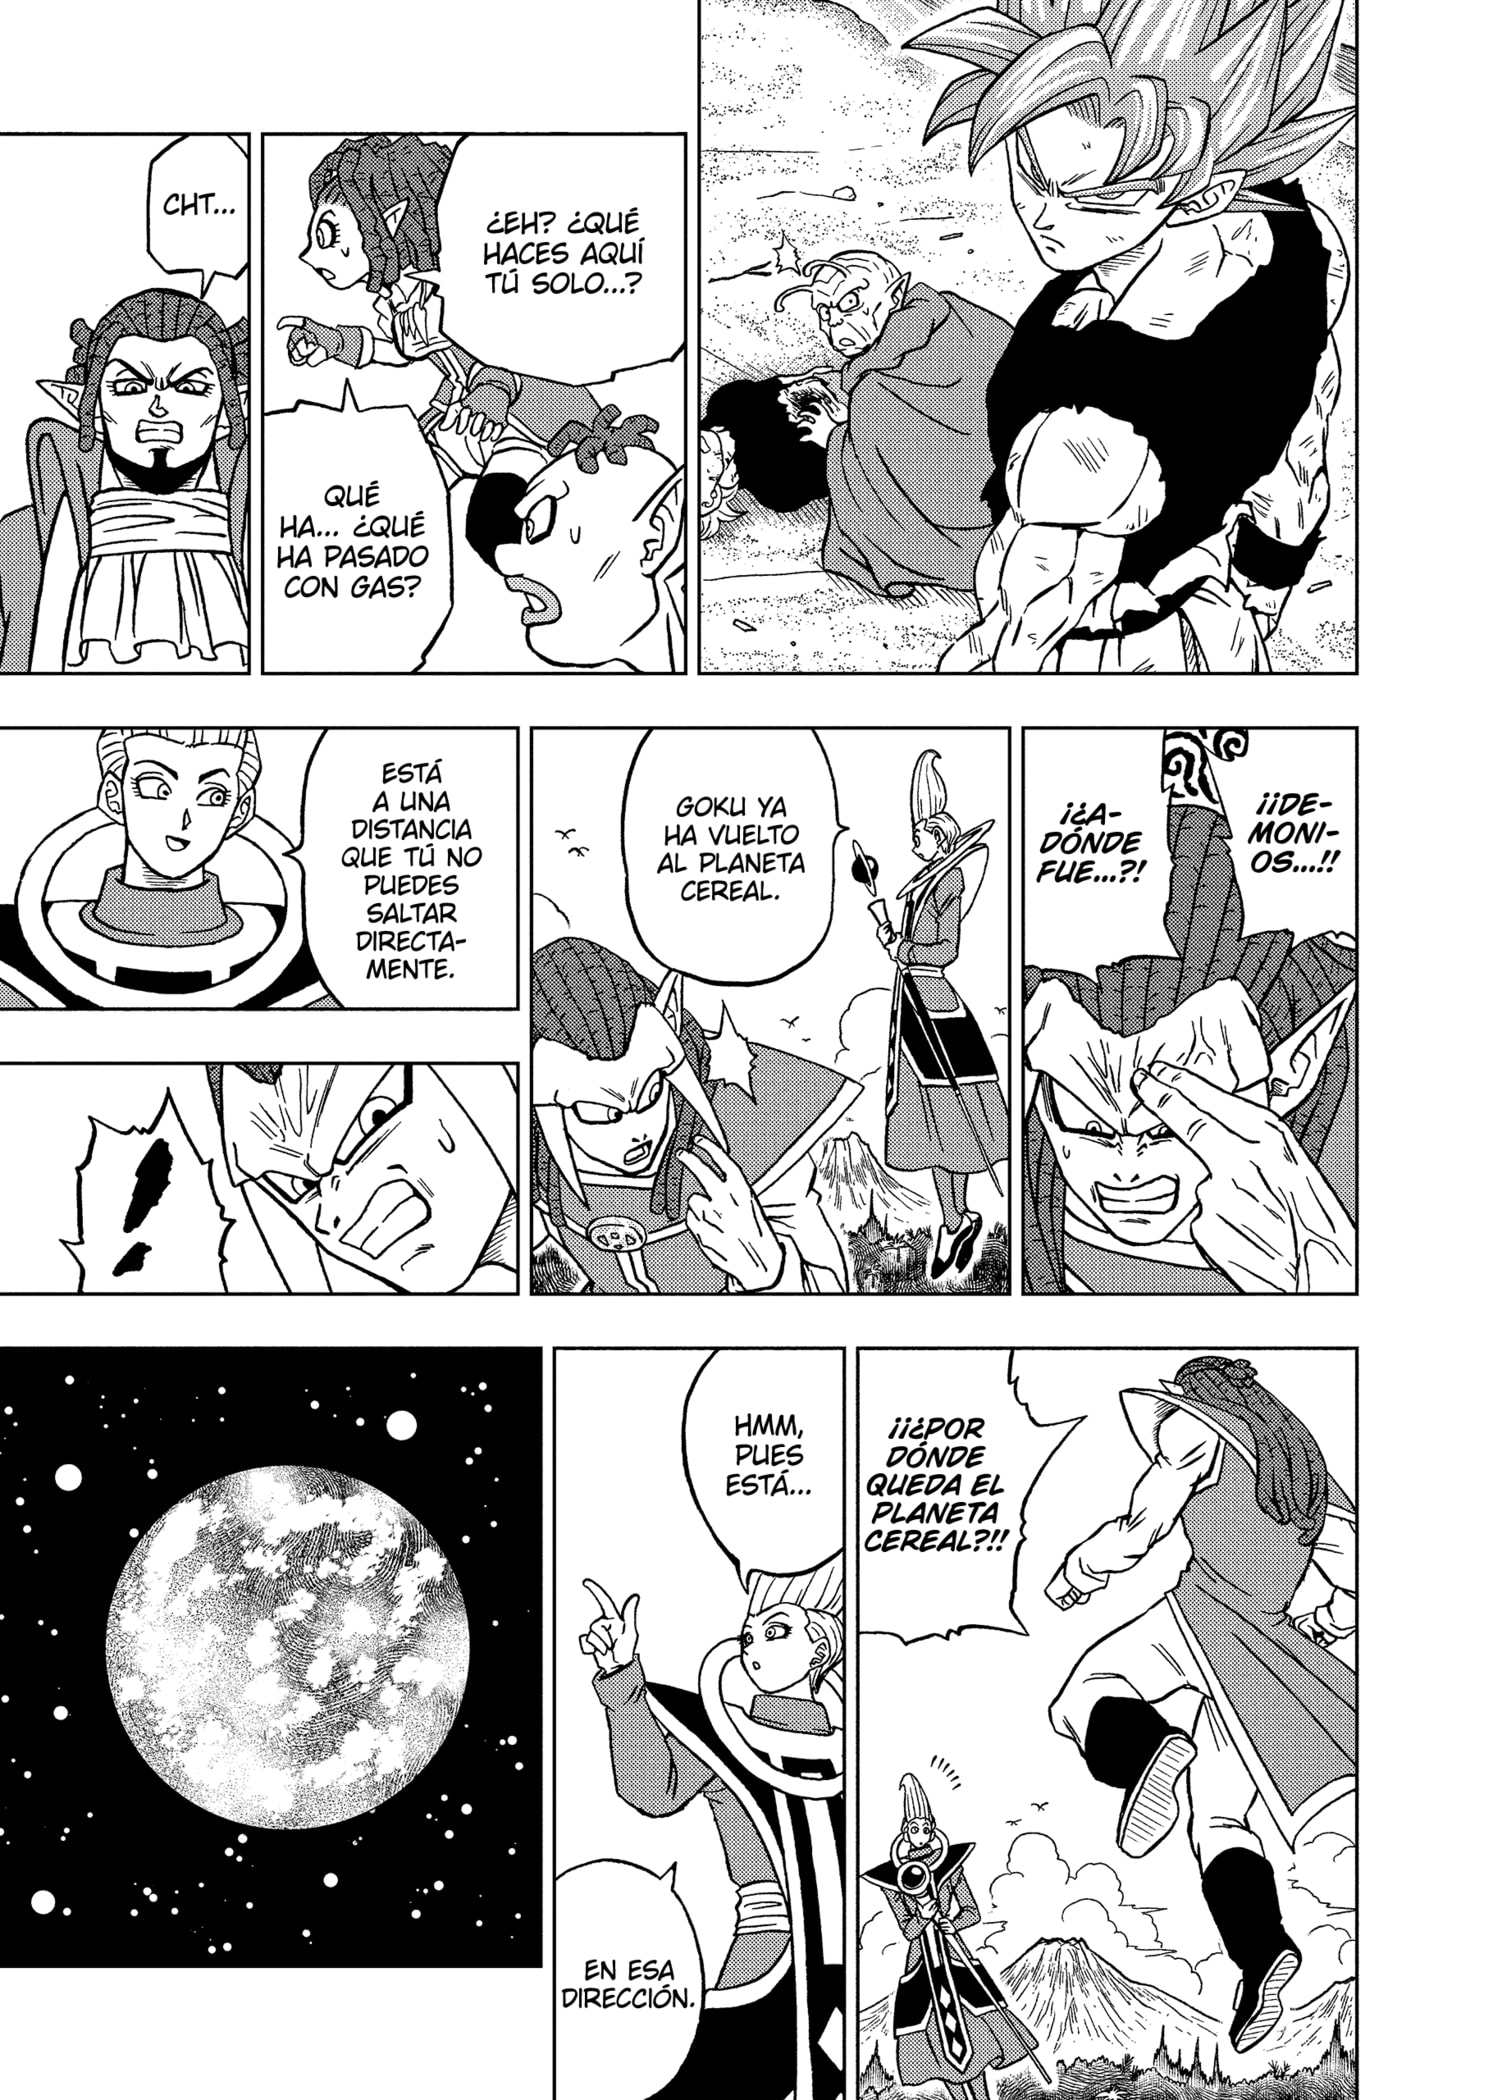 ¿EH? ¿QUÉ
HACES AQUÍ
TÚ SOLO...?
QUÉ
HA... ¿QUÉ
HA PASADO
CON GAS?
CHT...
¡¡DE-
MONI-
OS...!!
¡¿A-
DÓNDE
FUE...?!
GOKU YA
HA VUELTO
AL PLANETA
CEREAL.
ESTÁ
A UNA
DISTANCIA
QUE TÚ NO
PUEDES
SALTAR
DIRECTA-
MENTE.
!
¡¡¿POR
DÓNDE
QUEDA EL
PLANETA
CEREAL?!!
HMM,
PUES
ESTÁ...
EN ESA
DIRECCIÓN.